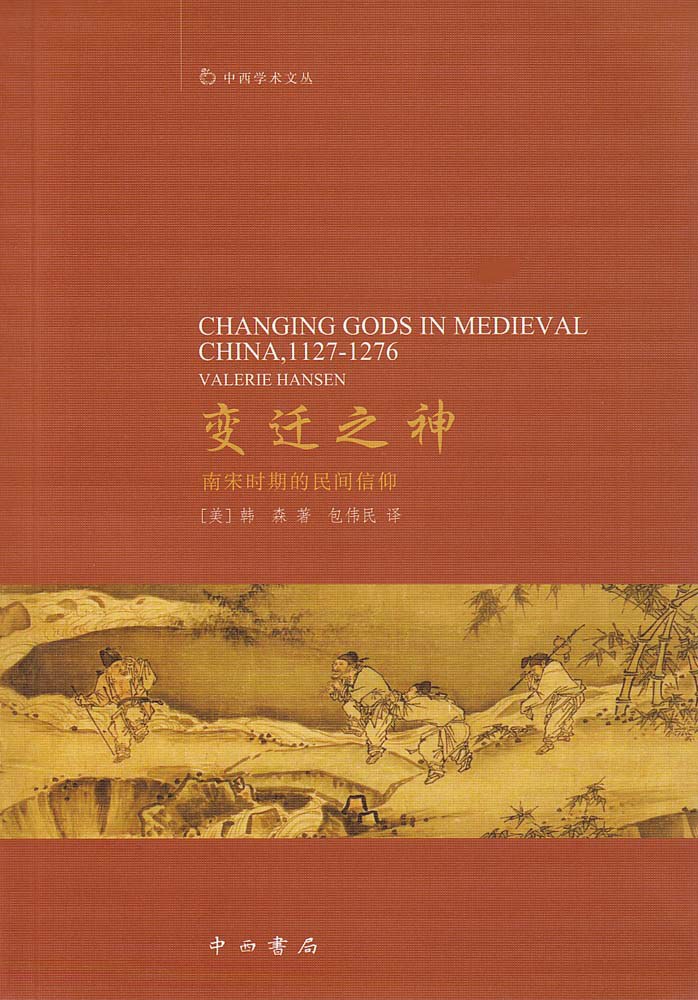 中西学术文丛
CHANGING GODS IN MEDIEVAL
CHINA,1127-1276
VALERIE HANSEN
变迁之神
南宋时期的民间信仰
[美] 韩 森 著 包伟民 译
中西書局